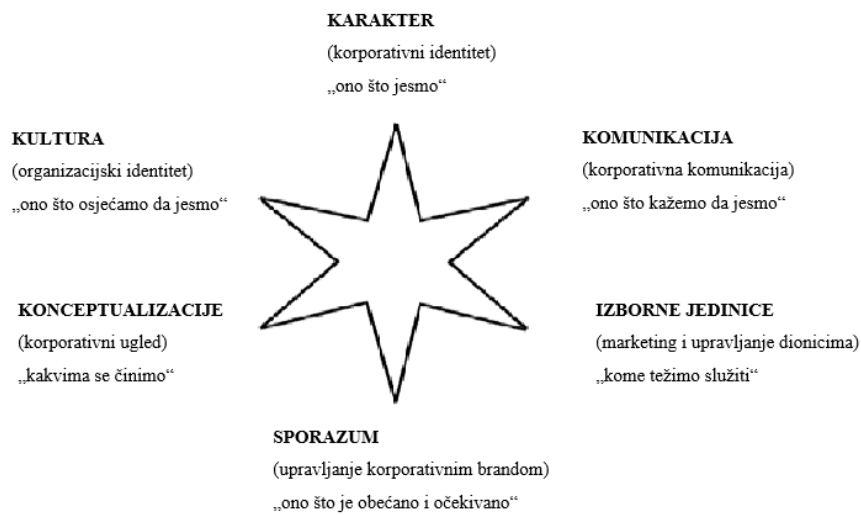 KARAKTER
(korporativni identitet)
„ono što jesmo“
KULTURA
(organizacijski identitet)
„ono što osjećamo da jesmo“
KOMUNIKACIJA
(korporativna komunikacija)
„ono što kažemo da jesmo“
KONCEPTUALIZACIJE
(korporativni ugled)
„kakvima se činimo“
IZBORNE JEDINICE
(marketing i upravljanje dionicima)
„kome težimo služiti“
SPORAZUM
(upravljanje korporativnim brandom)
„ono što je obećano i očekivano“